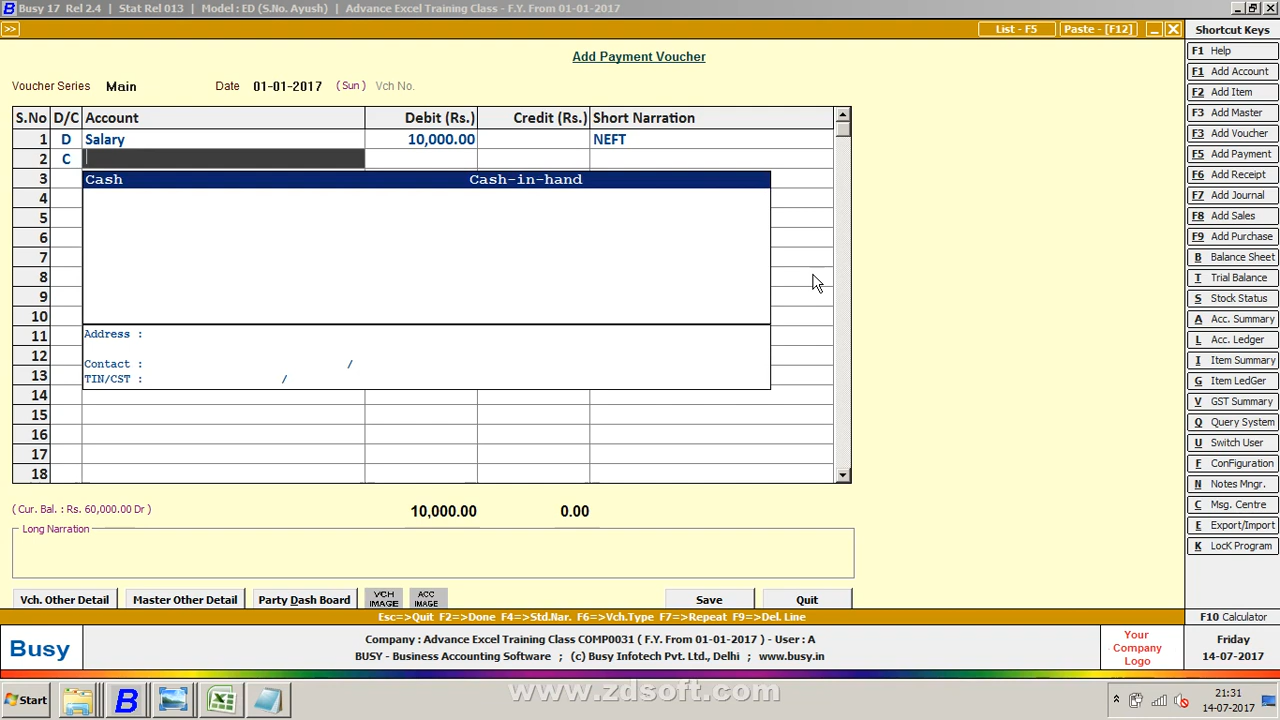 Busy 17 Rel 2.4 | Stat Rel 013 | Model : ED (S.No. Ayush) | Advance Excel Training Class - F.Y. From 01-01-2017
>> List - F5 Paste - [F12]
Add Payment Voucher
Voucher Series Main Date 01-01-2017 (Sun) Vch No.
S.No D/C Account Debit (Rs.) Credit (Rs.) Short Narration
1 D Salary 10,000.00 NEFT
2 C
3
Cash Cash-in-hand
4
5
6
7
8
9
10
11
Address :
12
Contact : /
13
TIN/CST : /
14
15
16
17
18
( Cur. Bal. : Rs. 60,000.00 Dr ) 10,000.00 0.00
Long Narration
Vch. Other Detail Master Other Detail Party Dash Board VCH IMAGE ACC IMAGE Save Quit
Esc=>Quit F2=>Done F4=>Std.Nar. F6=>Vch.Type F7=>Repeat F9=>Del. Line
Shortcut Keys
F1 Help
F1 Add Account
F2 Add Item
F3 Add Master
F3 Add Voucher
F5 Add Payment
F6 Add Receipt
F7 Add Journal
F8 Add Sales
F9 Add Purchase
B Balance Sheet
T Trial Balance
S Stock Status
A Acc. Summary
L Acc. Ledger
I Item Summary
G Item LedGer
V GST Summary
Q Query System
U Switch User
F ConFiguration
N Notes Mngr.
C Msg. Centre
E Export/Import
K LocK Program
F10 Calculator
Busy
Company : Advance Excel Training Class COMP0031 ( F.Y. From 01-01-2017 ) - User : A
BUSY - Business Accounting Software ; (c) Busy Infotech Pvt. Ltd., Delhi ; www.busy.in
Your
Company
Logo
Friday
14-07-2017
Start
B
www.zdsoft.com
21:31
14-07-2017